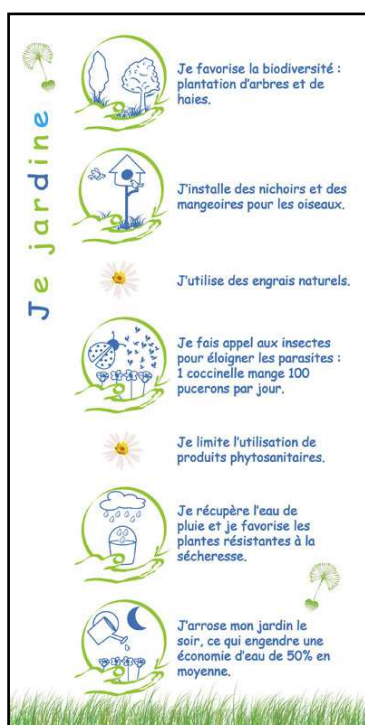 Je jardine
Je favorise la biodiversité :
plantation d'arbres et de
haies.
J'installe des nichoirs et des
mangeoires pour les oiseaux.
J'utilise des engrais naturels.
Je fais appel aux insectes
pour éloigner les parasites :
1 coccinelle mange 100
pucerons par jour.
Je limite l'utilisation de
produits phytosanitaires.
Je récupère l'eau de
pluie et je favorise les
plantes résistantes à la
sécheresse.
J'arrose mon jardin le
soir, ce qui engendre une
économie d'eau de 50% en
moyenne.